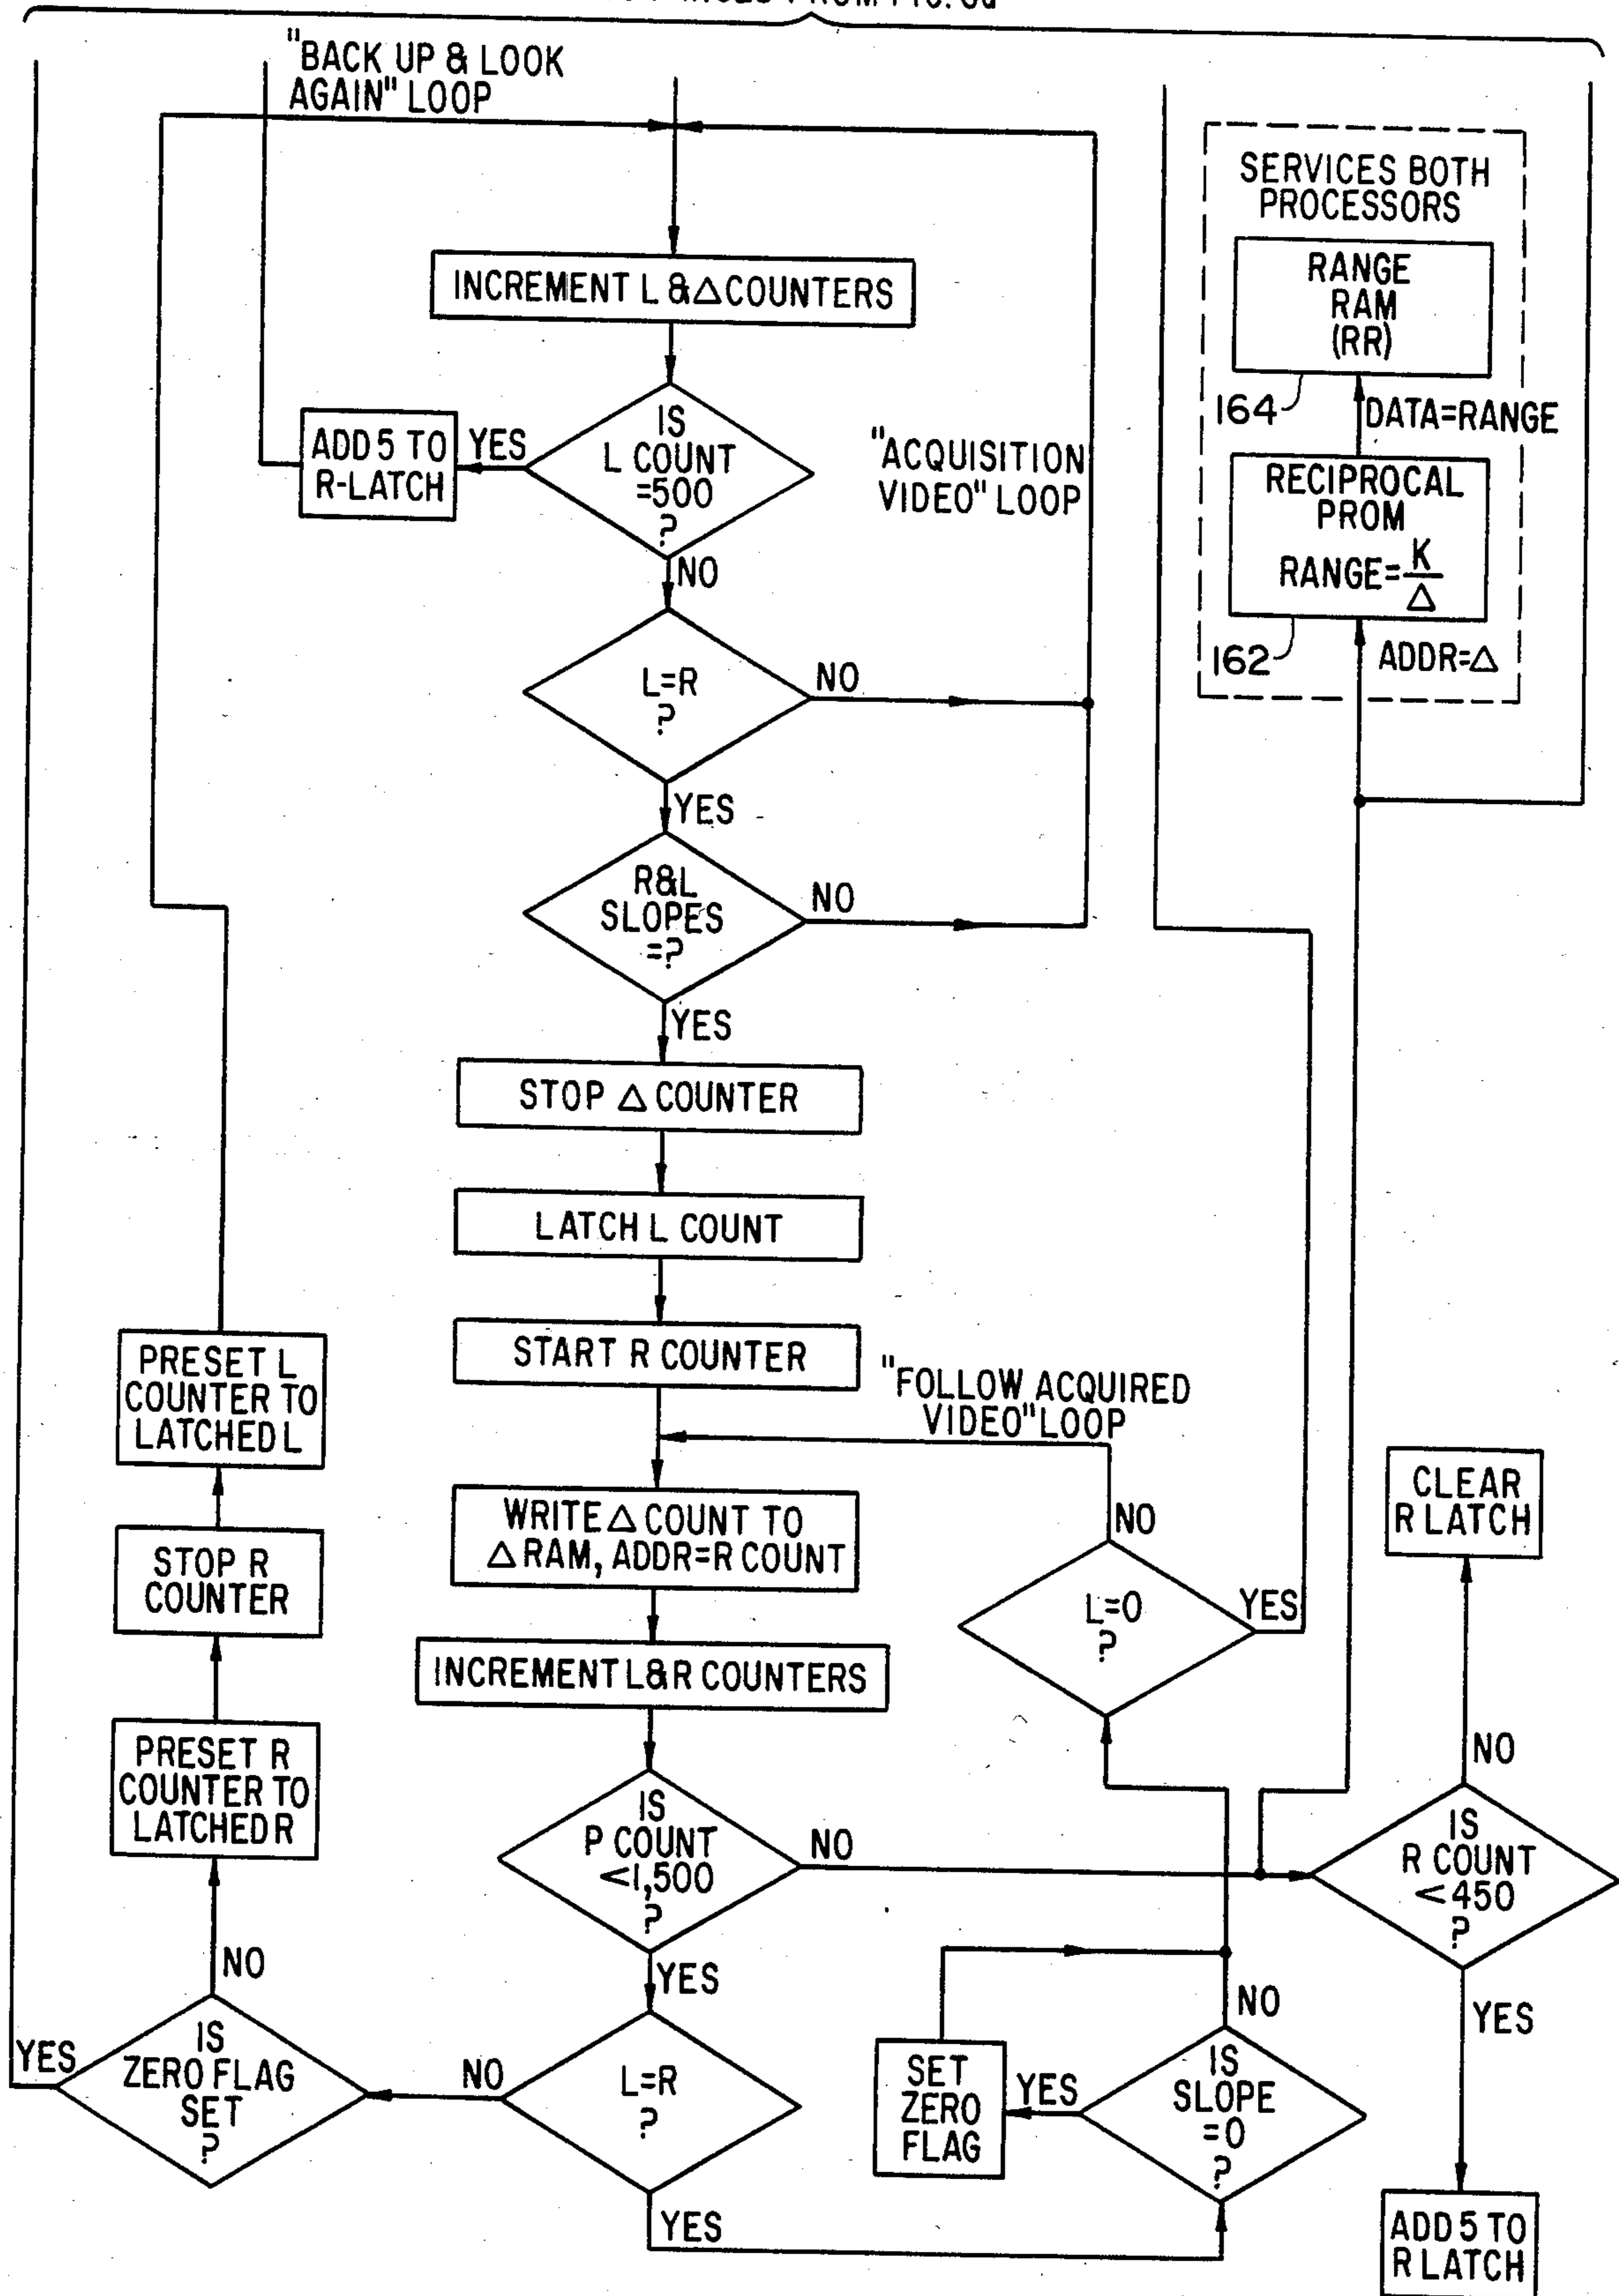 FROM FIG.
"BACK UP & LOOK
AGAIN" LOOP
SERVICES BOTH
PROCESSORS
RANGE
RAM
(RR)
164
DATA=RANGE
RECIPROCAL
PROM
RANGE=K/△
162
ADDR=△
INCREMENT L &△COUNTERS
IS
L COUNT
=500
?
YES
ADD 5 TO
R-LATCH
"ACQUISITION
VIDEO" LOOP
NO
L=R
?
NO
YES
R&L
SLOPES
=?
NO
YES
STOP △ COUNTER
LATCH L COUNT
START R COUNTER
"FOLLOW ACQUIRED
VIDEO" LOOP
WRITE △ COUNT TO
△ RAM, ADDR=R COUNT
INCREMENT L&R COUNTERS
IS
P COUNT
<1,500
?
NO
YES
L=R
?
NO
YES
IS
ZERO FLAG
SET
?
YES
NO
PRESET R
COUNTER TO
LATCHED R
STOP R
COUNTER
PRESET L
COUNTER TO
LATCHED L
IS
SLOPE
=0
?
YES
SET
ZERO
FLAG
NO
L=0
?
NO
YES
IS
R COUNT
<450
?
NO
CLEAR
R LATCH
YES
ADD 5 TO
R LATCH